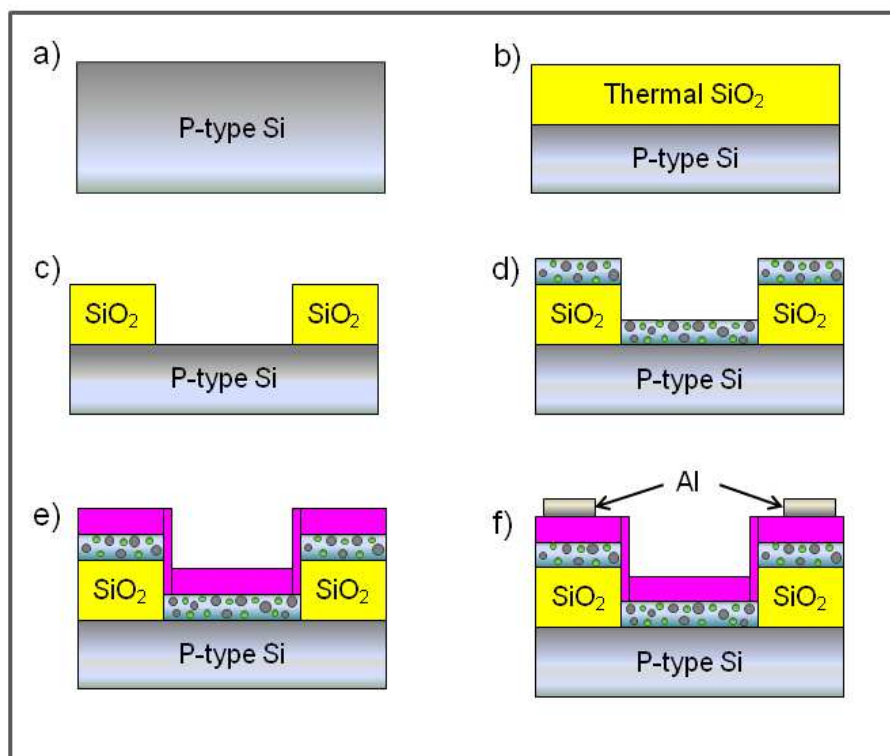 a)
P-type Si
b)
Thermal SiO₂
P-type Si
c)
SiO₂
SiO₂
P-type Si
d)
SiO₂
SiO₂
P-type Si
e)
SiO₂
SiO₂
P-type Si
f)
Al
SiO₂
SiO₂
P-type Si